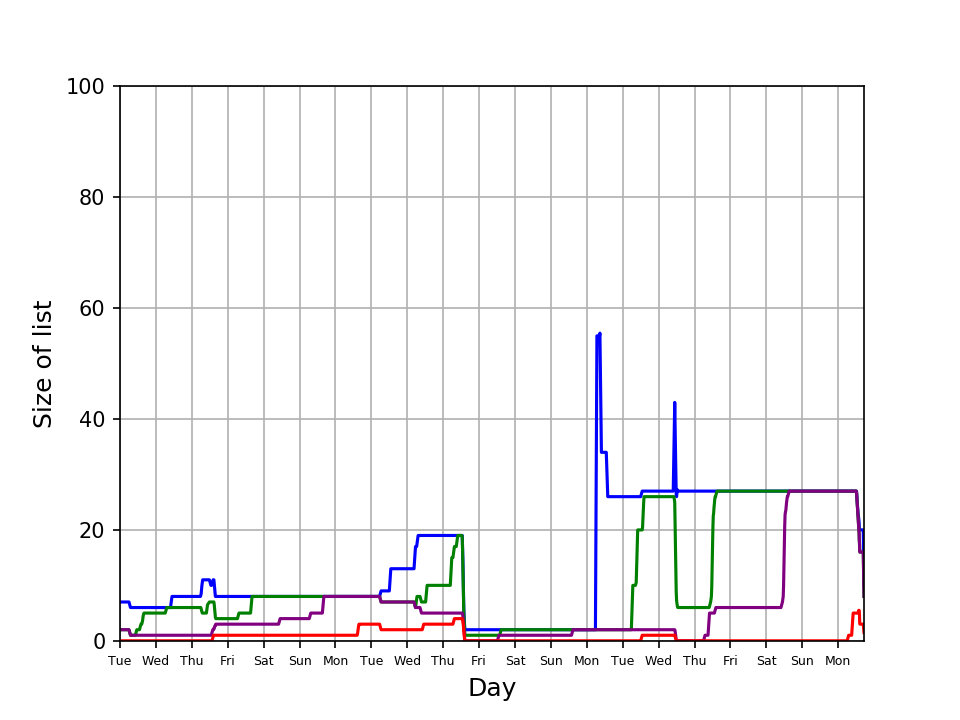 100
80
60
40
20
0
Size of list
Tue Wed Thu Fri Sat Sun Mon Tue Wed Thu Fri Sat Sun Mon Tue Wed Thu Fri Sat Sun Mon
Day